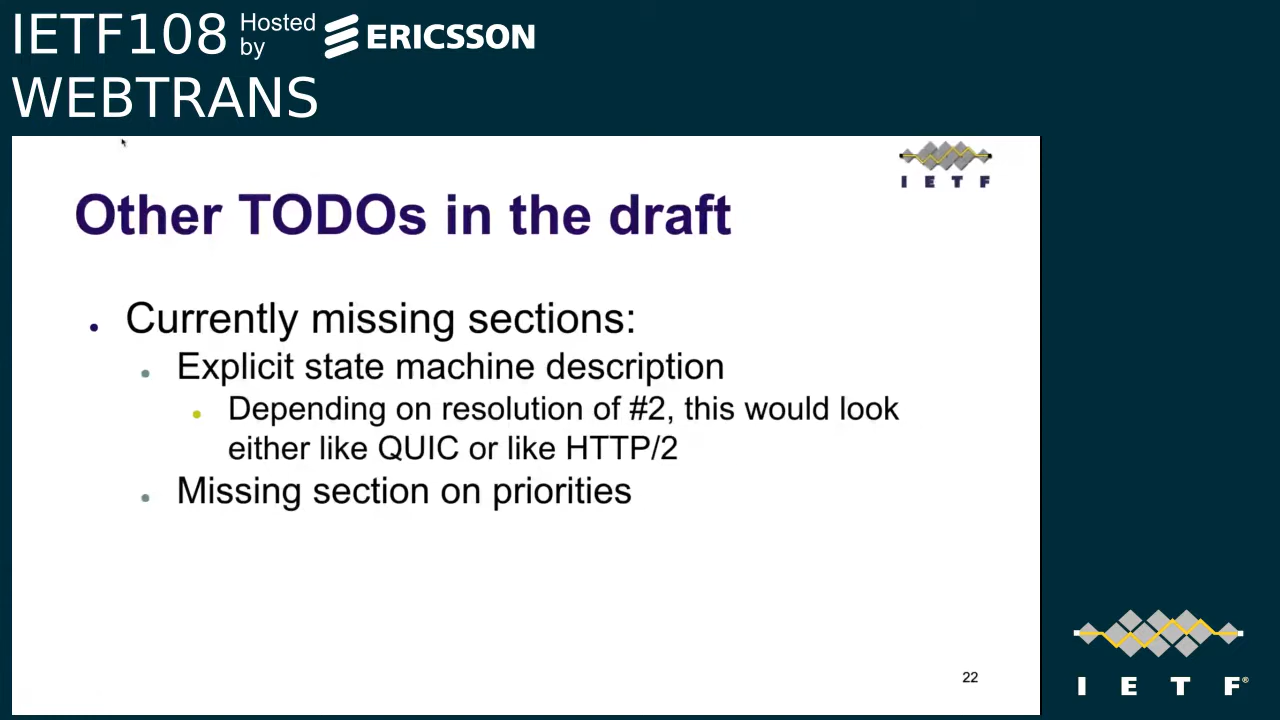 IETF108 Hosted by ERICSSON
WEBTRANS
I E T F
Other TODOs in the draft
Currently missing sections:
Explicit state machine description
Depending on resolution of #2, this would look
either like QUIC or like HTTP/2
Missing section on priorities
22
I E T F®